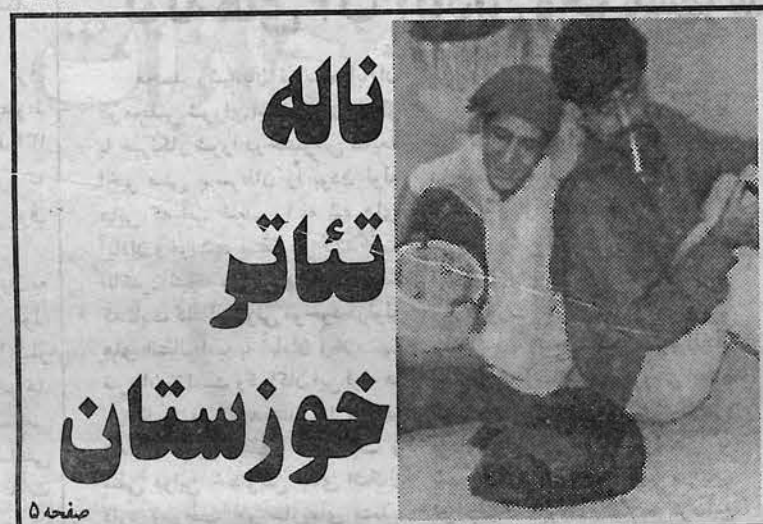 ناله
تئاتر
خوزستان
صفحه ۵